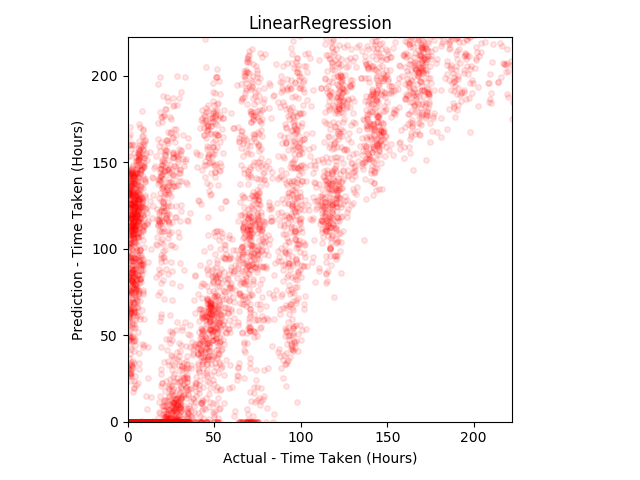 LinearRegression
Prediction - Time Taken (Hours)
200
150
100
50
0
0 50 100 150 200
Actual - Time Taken (Hours)